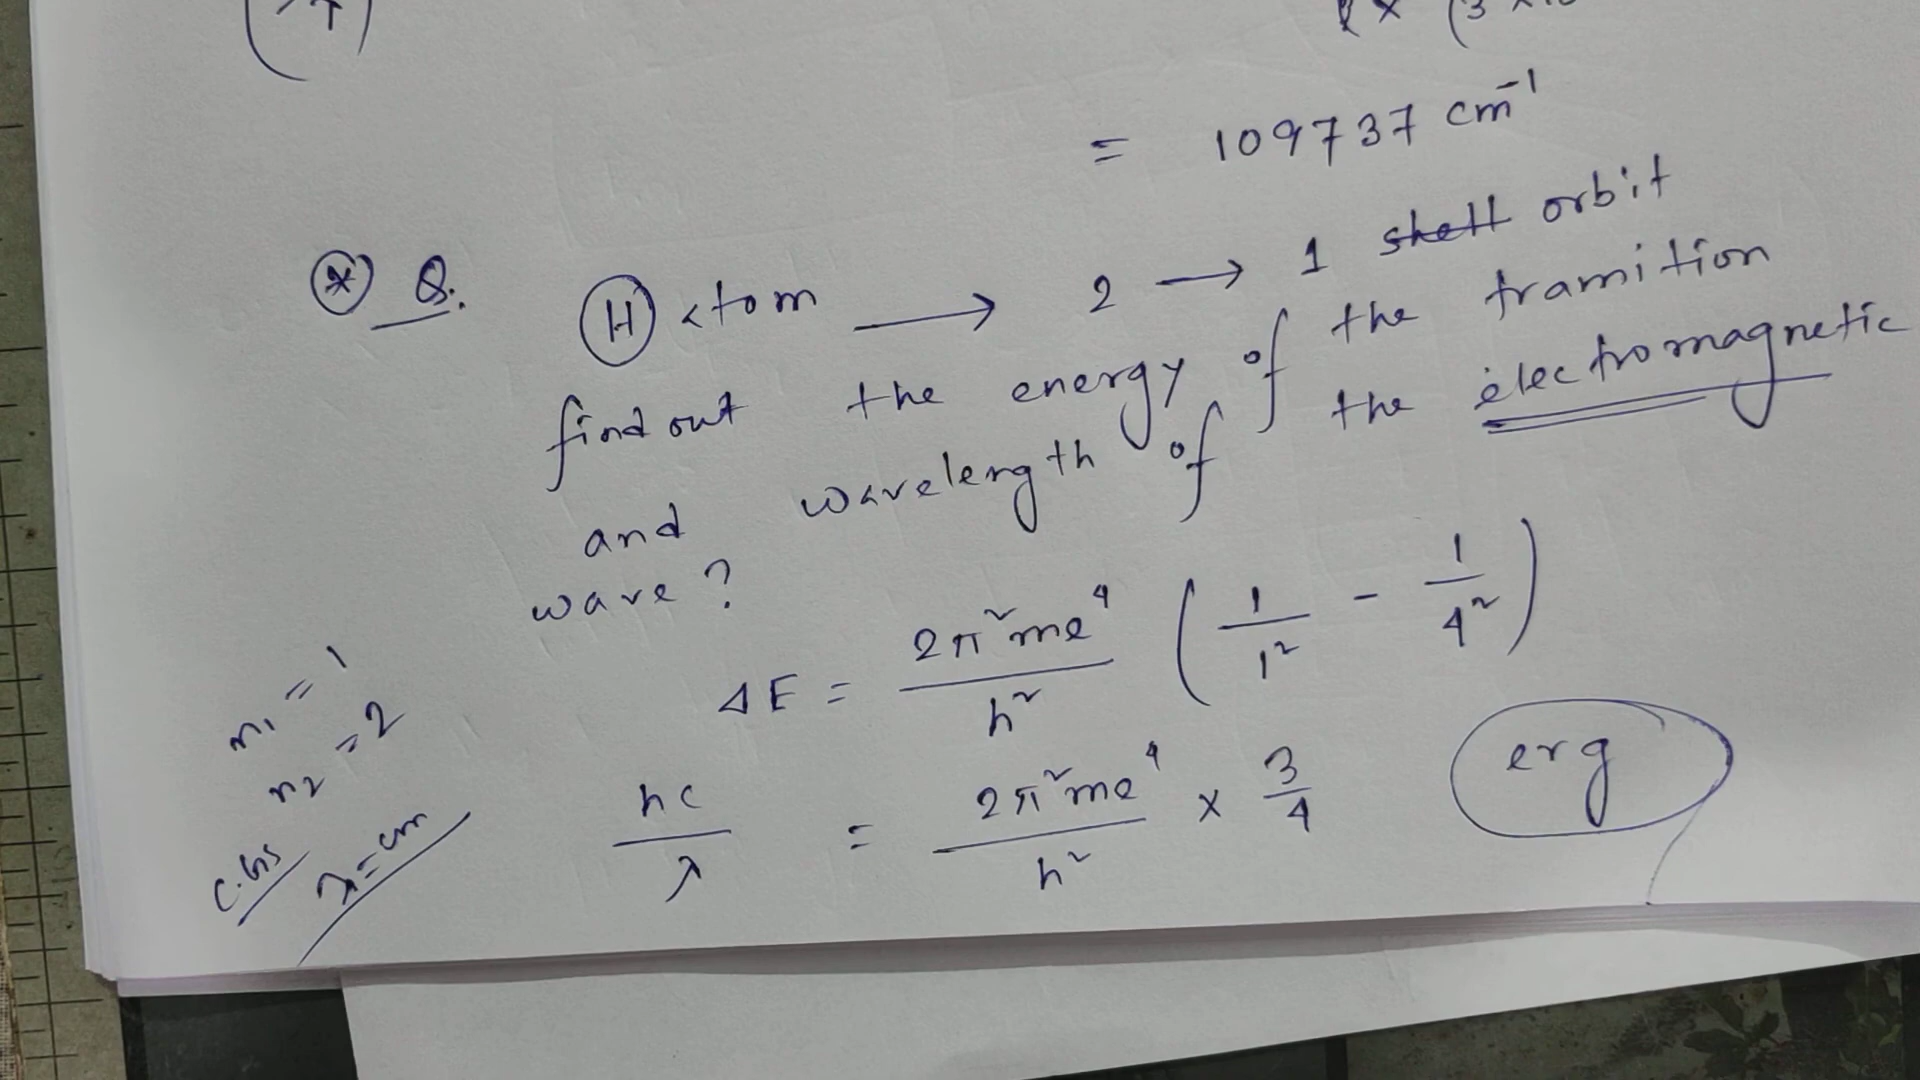 = 109737 cm⁻¹
* Q. H atom → 2 → 1 shell orbit
find out the energy of the tramition
and wavelength of the electromagnetic
wave?
ΔE = 2π²me⁴ / h² ( 1/1² - 1/4² )
n₁ = 1
n₂ = 2
hc / λ = 2π²me⁴ / h² × 3/4 erg
C.G.S
λ = cm